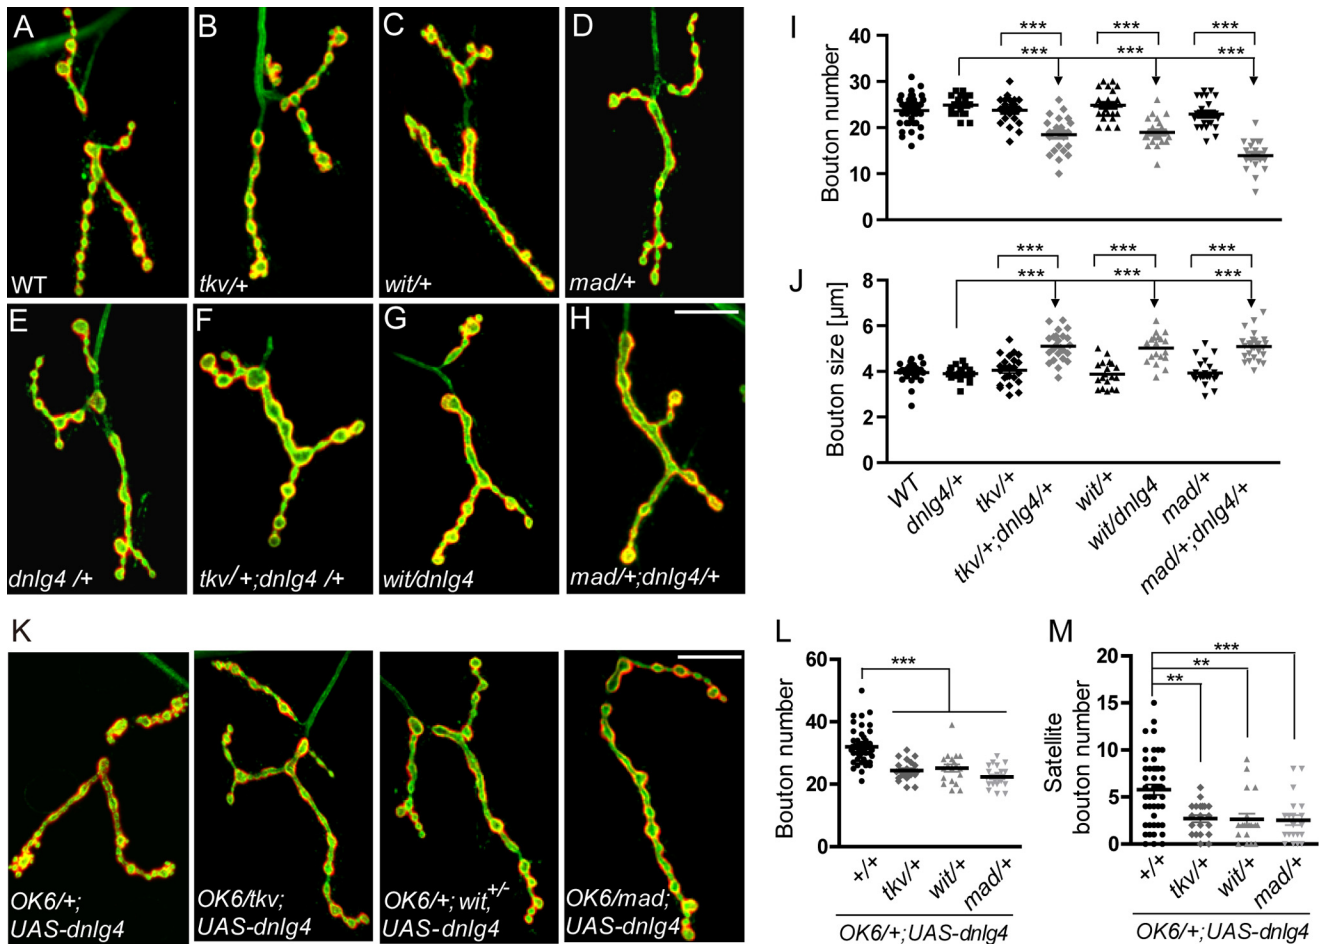 A
B
C
D
WT
tkv/+
wit/+
mad/+
E
F
G
H
dnlg4 /+
tkv/+;dnlg4 /+
wit/dnlg4
mad/+;dnlg4/+
I
*** *** ***
*** *** ***
Bouton number
40
30
20
10
0
J
*** *** ***
*** *** ***
Bouton size [µm]
8
6
4
2
0
WT
dnlg4/+
tkv/+
tkv/+;dnlg4/+
wit/+
wit/dnlg4
mad/+
mad/+;dnlg4/+
K
OK6/+;
UAS-dnlg4
OK6/tkv;
UAS-dnlg4
OK6/+; wit,+/-
UAS-dnlg4
OK6/mad;
UAS-dnlg4
L
***
Bouton number
60
40
20
0
+/+
tkv/+
wit/+
mad/+
OK6/+;UAS-dnlg4
M
***
**
**
Satellite
bouton number
20
15
10
5
0
+/+
tkv/+
wit/+
mad/+
OK6/+;UAS-dnlg4